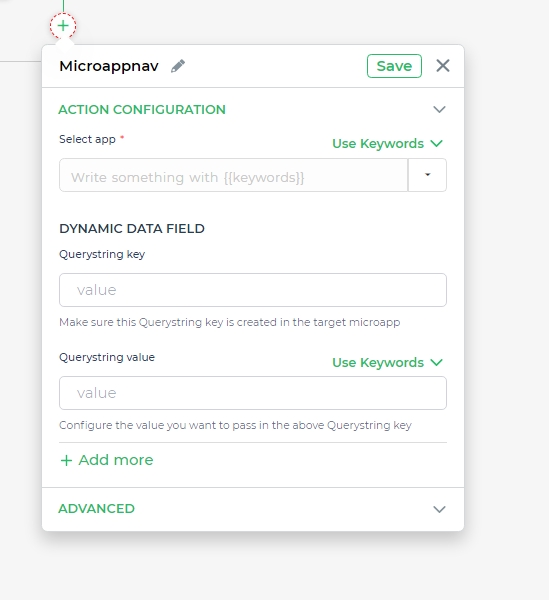 Microappnav
Save
ACTION CONFIGURATION
Select app *
Use Keywords
Write something with {{keywords}}
DYNAMIC DATA FIELD
Querystring key
value
Make sure this Querystring key is created in the target microapp
Querystring value
Use Keywords
value
Configure the value you want to pass in the above Querystring key
+ Add more
ADVANCED